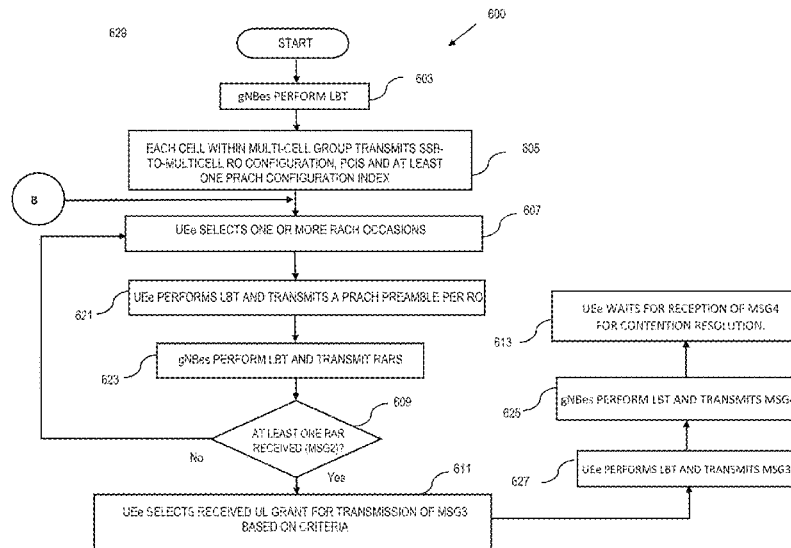 629
600
START
603
gNBes PERFORM LBT
EACH CELL WITHIN MULTI-CELL GROUP TRANSMITS SSB-
TO-MULTICELL RO CONFIGURATION, PCIS AND AT LEAST
ONE PRACH CONFIGURATION INDEX
605
B
UEe SELECTS ONE OR MORE RACH OCCASIONS
607
UEe PERFORMS LBT AND TRANSMITS A PRACH PREAMBLE PER RO
621
gNBes PERFORM LBT AND TRANSMIT RARS
623
609
AT LEAST ONE RAR
RECEIVED (MSG2)?
No
Yes
611
UEe SELECTS RECEIVED UL GRANT FOR TRANSMISSION OF MSG3
BASED ON CRITERIA
UEe WAITS FOR RECEPTION OF MSG4
FOR CONTENTION RESOLUTION.
613
gNBes PERFORM LBT AND TRANSMITS MSG4
625
UEe PERFORMS LBT AND TRANSMITS MSG3
627